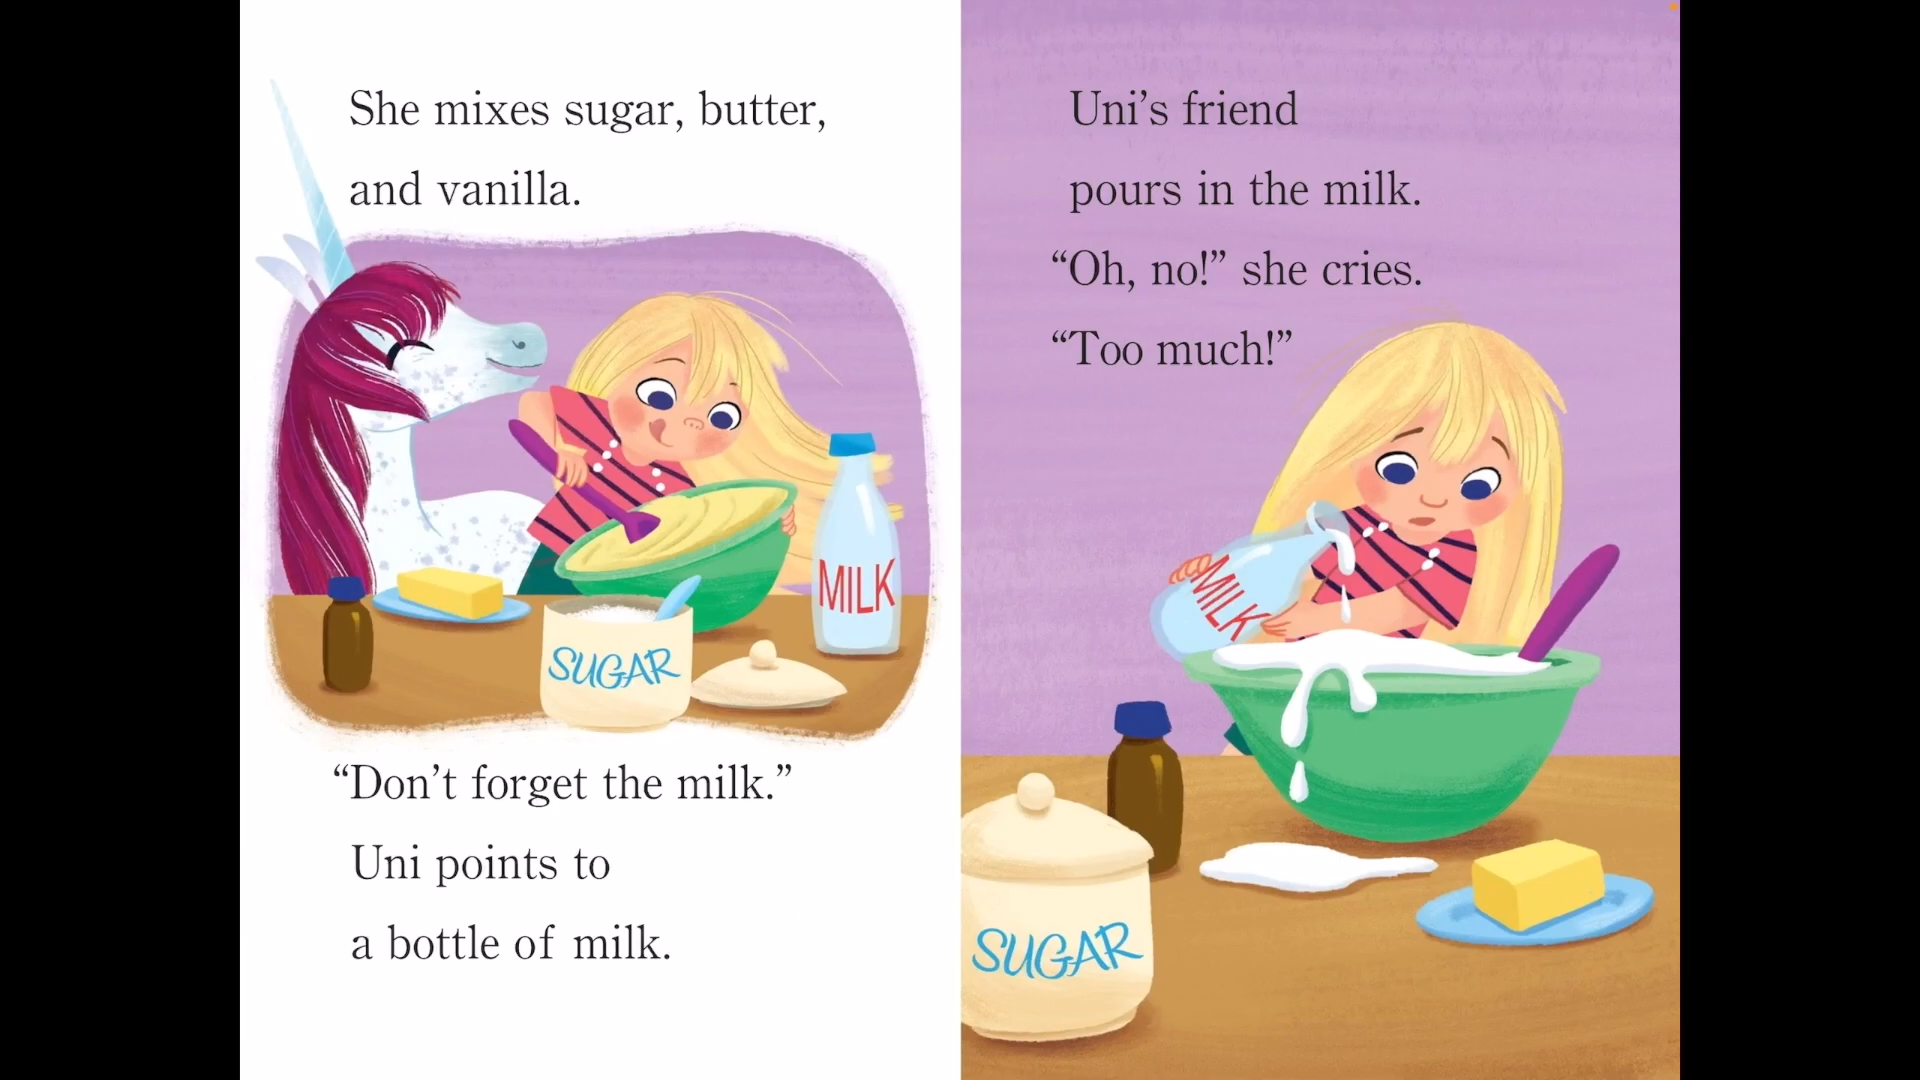 She mixes sugar, butter,
and vanilla.
MILK
SUGAR
“Don’t forget the milk.”
Uni points to
a bottle of milk.
Uni’s friend
pours in the milk.
“Oh, no!” she cries.
“Too much!”
MILK
SUGAR